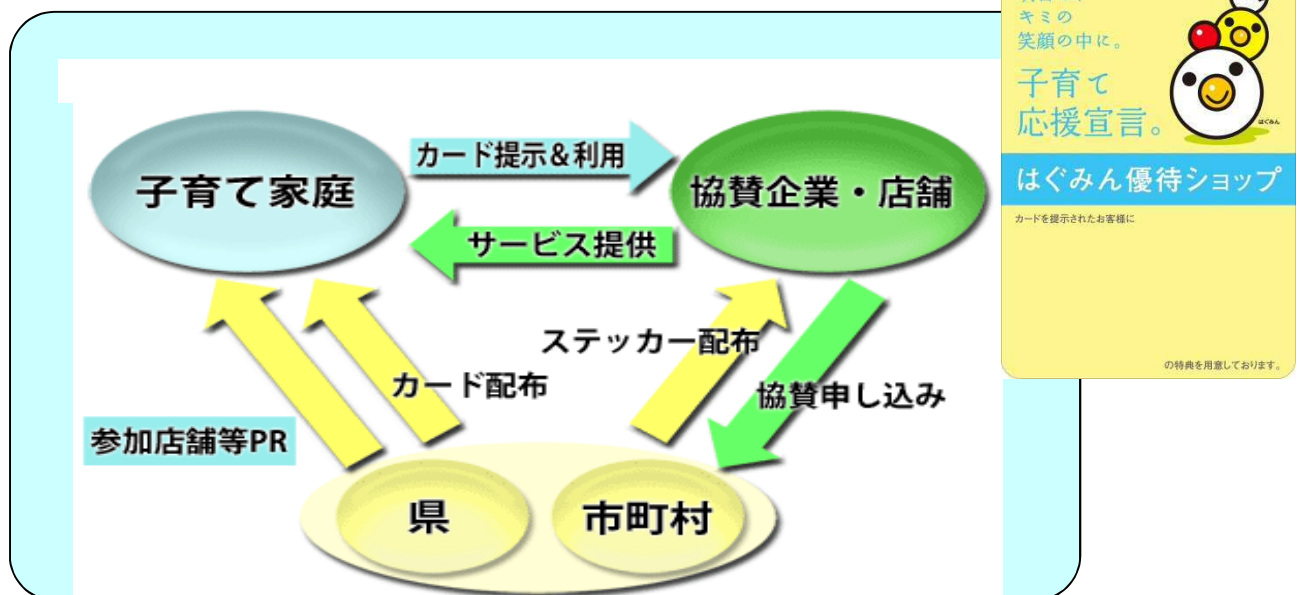 子育て家庭
カード提示&利用
協賛企業・店舗
サービス提供
ステッカー配布
カード配布
協賛申し込み
参加店舗等PR
県
市町村
キミの
笑顔の中に。
子育て
応援宣言。
はぐみん
はぐみん優待ショップ
カードを提示されたお客様に
の特典を用意しております。